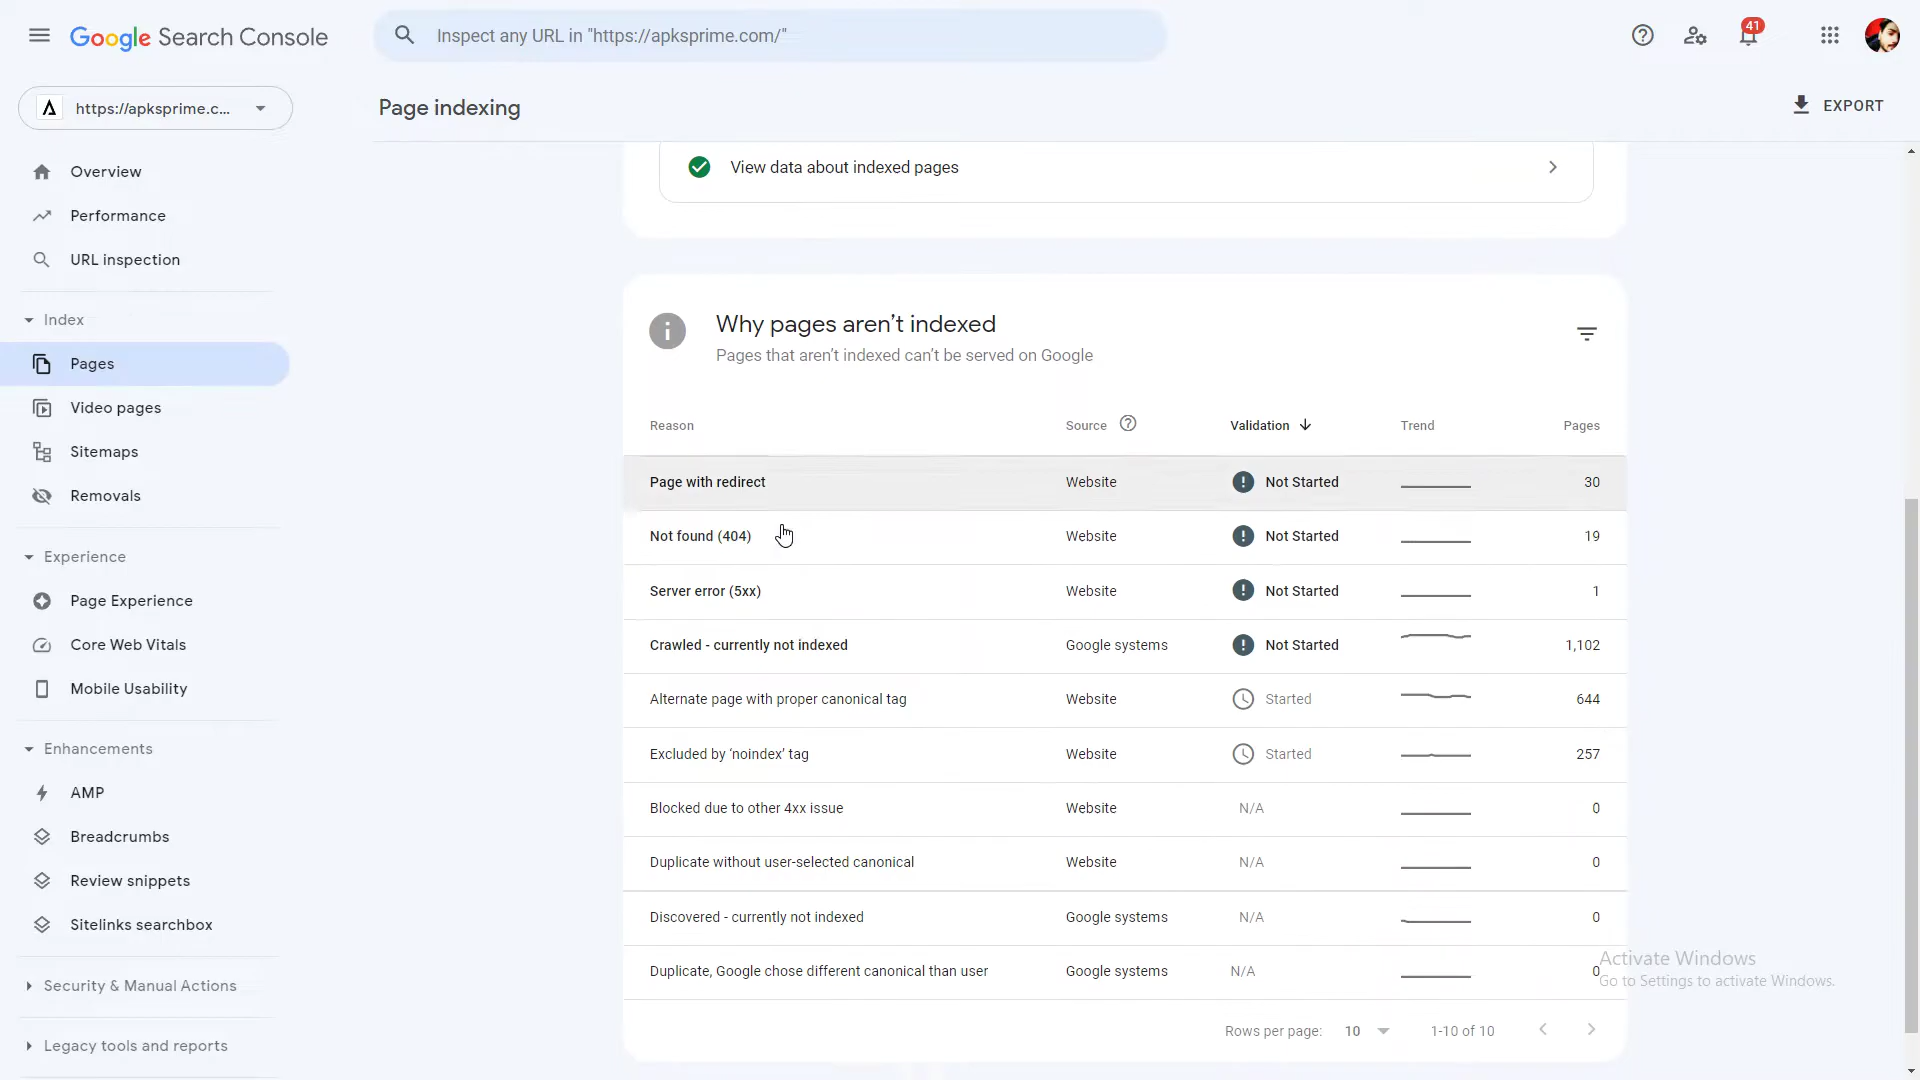 Google Search Console
Inspect any URL in "https://apksprime.com/"
41
https://apksprime.c...
Page indexing
EXPORT
Overview
Performance
URL inspection
Index
Pages
Video pages
Sitemaps
Removals
Experience
Page Experience
Core Web Vitals
Mobile Usability
Enhancements
AMP
Breadcrumbs
Review snippets
Sitelinks searchbox
Security & Manual Actions
Legacy tools and reports
View data about indexed pages
Why pages aren’t indexed
Pages that aren’t indexed can’t be served on Google
Reason Source Validation Trend Pages
Page with redirect Website Not Started 30
Not found (404) Website Not Started 19
Server error (5xx) Website Not Started 1
Crawled - currently not indexed Google systems Not Started 1,102
Alternate page with proper canonical tag Website Started 644
Excluded by ‘noindex’ tag Website Started 257
Blocked due to other 4xx issue Website N/A 0
Duplicate without user-selected canonical Website N/A 0
Discovered - currently not indexed Google systems N/A 0
Duplicate, Google chose different canonical than user Google systems N/A 0
Rows per page: 10 1-10 of 10
Activate Windows
Go to Settings to activate Windows.